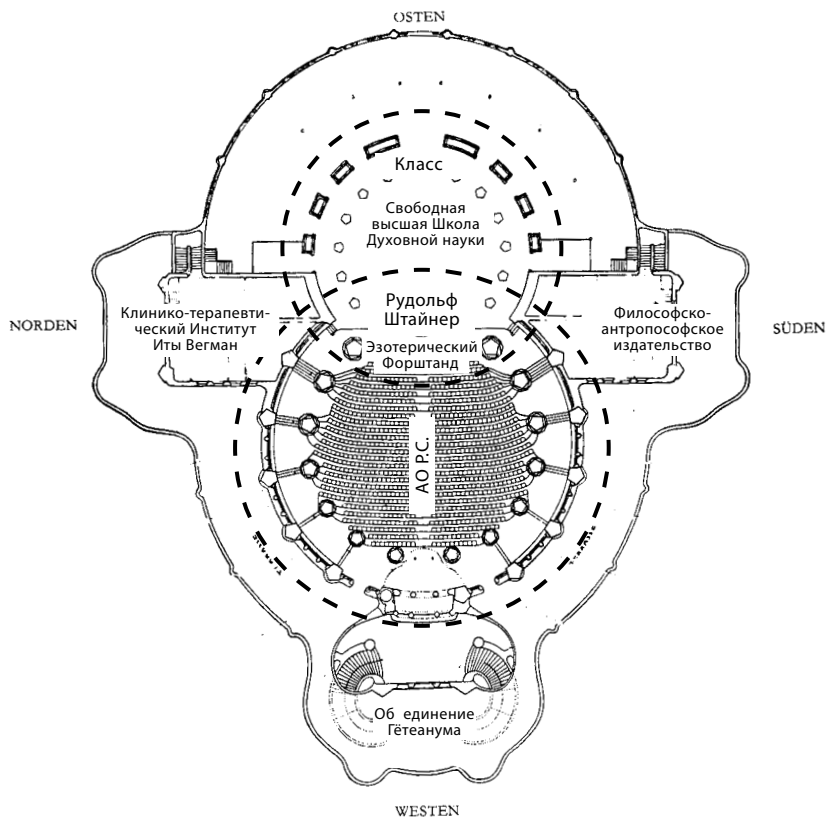 OSTEN
Класс
Свободная
высшая Школа
Духовной науки
Рудольф
Штайнер
Эзотерический
Форштанд
NORDEN
Клинико-терапевти-
ческий Институт
Иты Вегман
Философско-
антропософское
издательство
SÜDEN
АО Р.С.
Об единение
Гётеанума
WESTEN